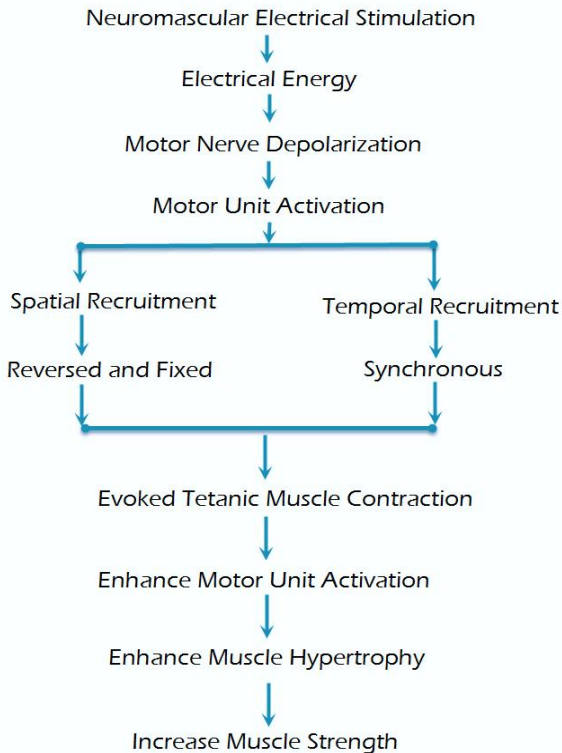 Neuromascular Electrical Stimulation
Electrical Energy
Motor Nerve Depolarization
Motor Unit Activation
Spatial Recruitment
Temporal Recruitment
Reversed and Fixed
Synchronous
Evoked Tetanic Muscle Contraction
Enhance Motor Unit Activation
Enhance Muscle Hypertrophy
Increase Muscle Strength